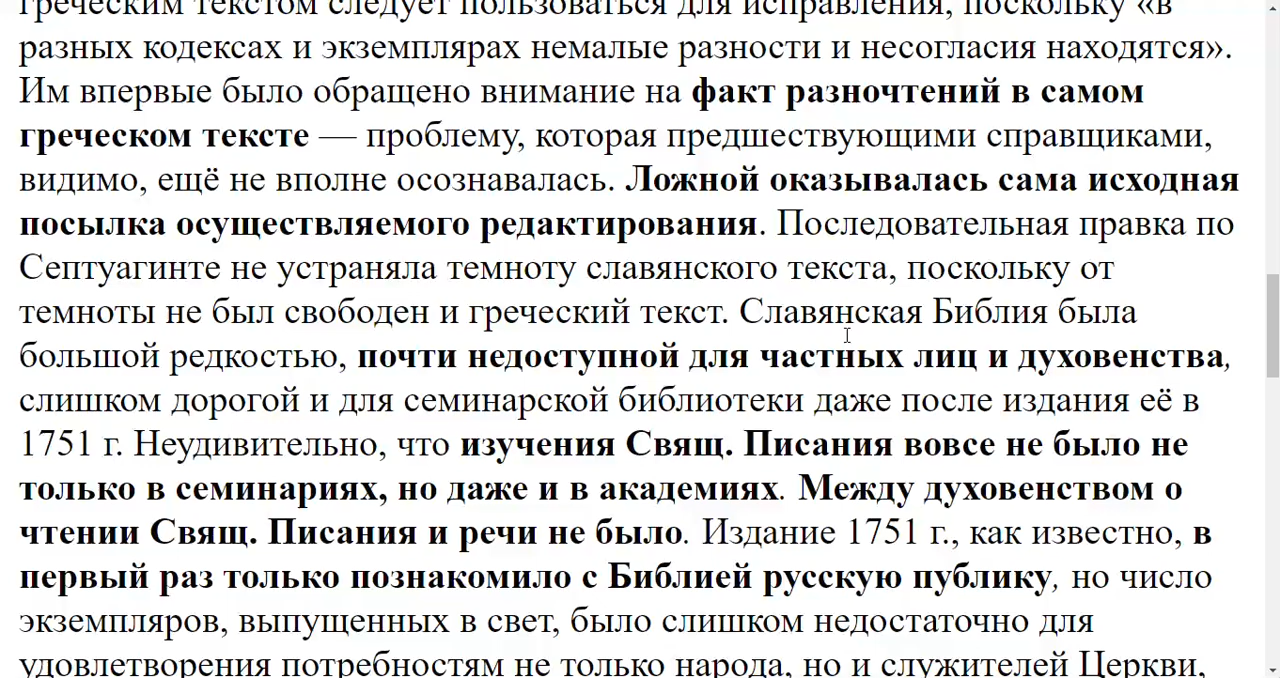 греческим текстом следует пользоваться для исправления, поскольку «в
разных кодексах и экземплярах немалые разности и несогласия находятся».
Им впервые было обращено внимание на факт разночтений в самом
греческом тексте — проблему, которая предшествующими справщиками,
видимо, ещё не вполне осознавалась. Ложной оказывалась сама исходная
посылка осуществляемого редактирования. Последовательная правка по
Септуагинте не устраняла темноту славянского текста, поскольку от
темноты не был свободен и греческий текст. Славянская Библия была
большой редкостью, почти недоступной для частных лиц и духовенства,
слишком дорогой и для семинарской библиотеки даже после издания её в
1751 г. Неудивительно, что изучения Свящ. Писания вовсе не было не
только в семинариях, но даже и в академиях. Между духовенством о
чтении Свящ. Писания и речи не было. Издание 1751 г., как известно, в
первый раз только познакомило с Библией русскую публику, но число
экземпляров, выпущенных в свет, было слишком недостаточно для
удовлетворения потребностям не только народа, но и служителей Церкви,